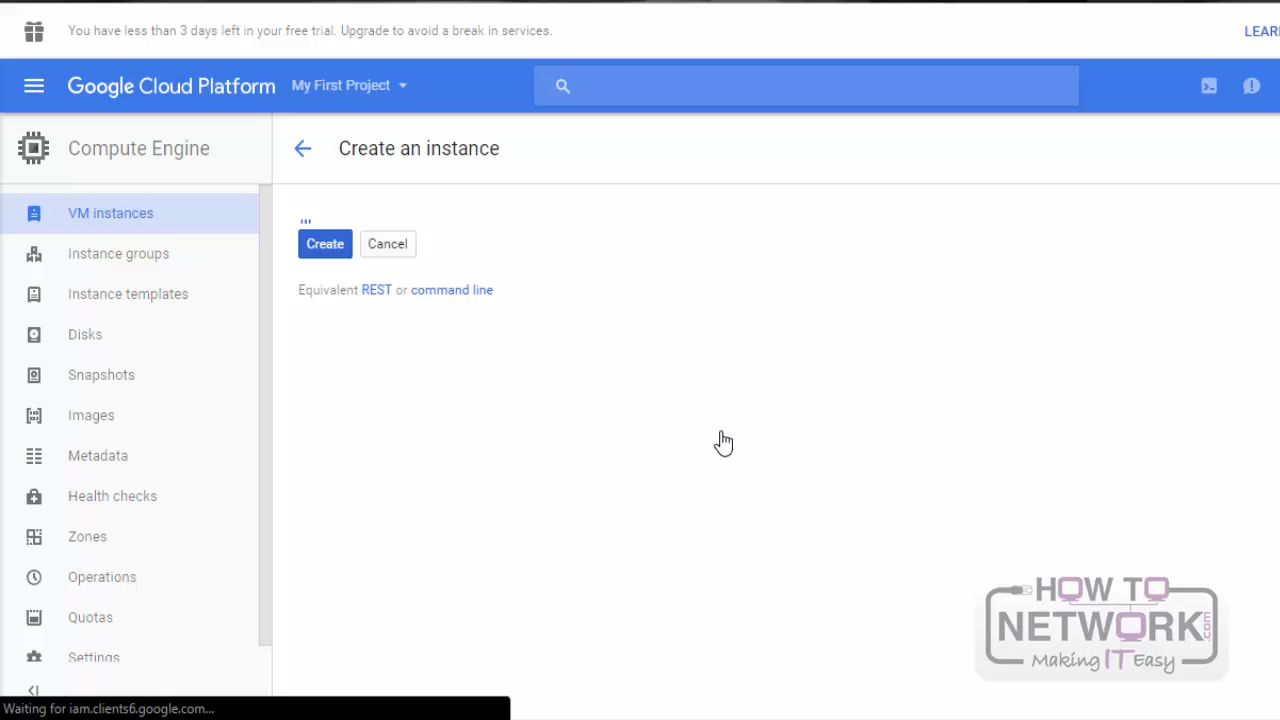 You have less than 3 days left in your free trial. Upgrade to avoid a break in services.
LEAR
Google Cloud Platform
My First Project
Compute Engine
Create an instance
VM instances
Instance groups
Instance templates
Disks
Snapshots
Images
Metadata
Health checks
Zones
Operations
Quotas
Settings
...
Create
Cancel
Equivalent REST or command line
HOW TO
NETWORK.com
Making IT Easy
Waiting for iam.clients6.google.com...